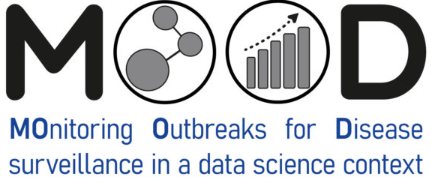 MOOD
MOnitoring Outbreaks for Disease
surveillance in a data science context